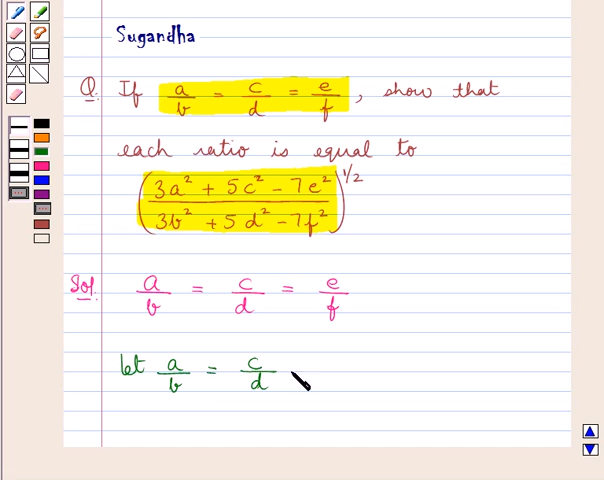 Sugandha
Q. If a/b = c/d = e/f, show that
each ratio is equal to
((3a² + 5c² - 7e²)/(3b² + 5d² - 7f²))^1/2
Sol. a/b = c/d = e/f
let a/b = c/d